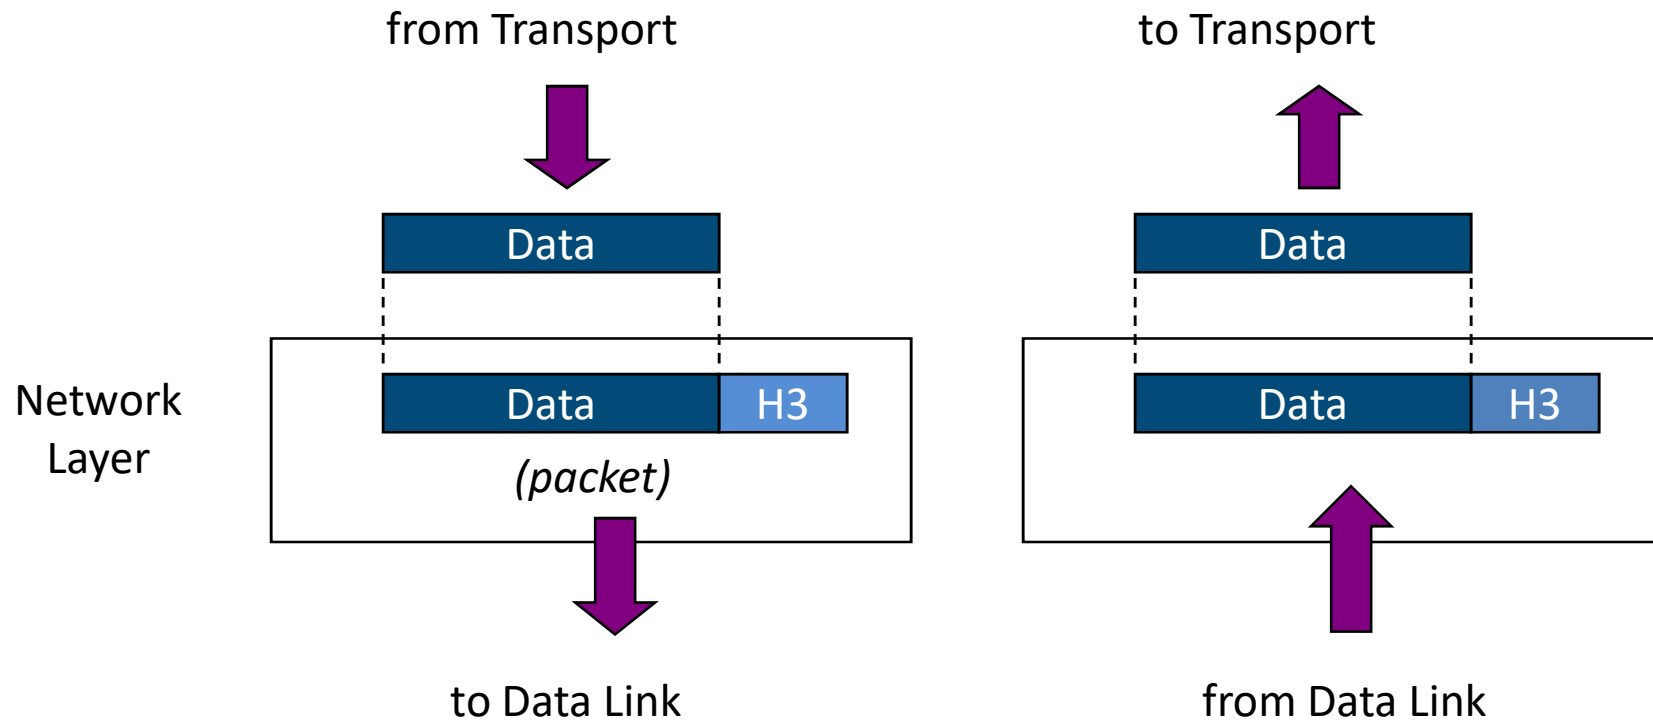 from Transport
to Transport
Data
Data
Network
Layer
Data
H3
Data
H3
(packet)
to Data Link
from Data Link